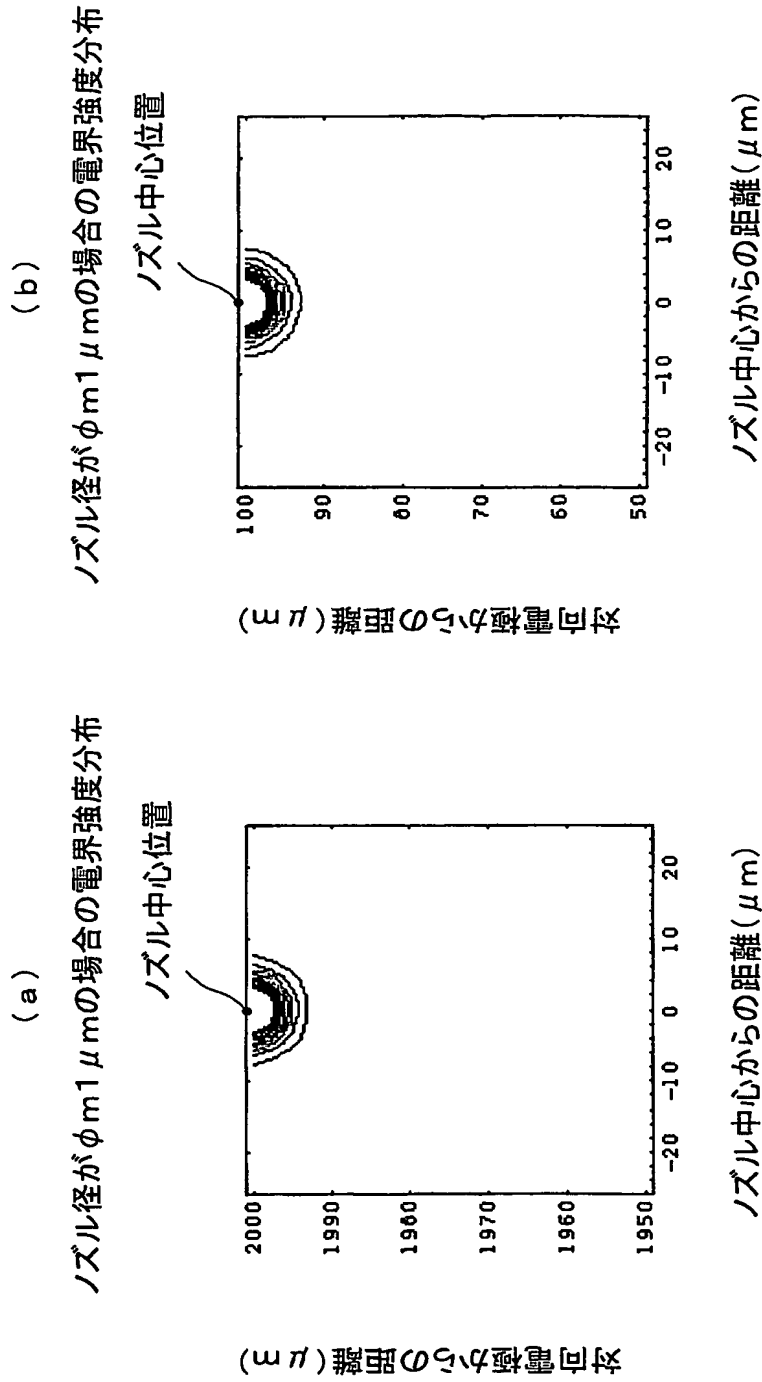 (a)
ノズル径がφm1μmの場合の電界強度分布
ノズル中心位置
対向電極からの距離(μm)
2000
1990
1980
1970
1960
1950
-20
-10
0
10
20
ノズル中心からの距離(μm)
(b)
ノズル径がφm1μmの場合の電界強度分布
ノズル中心位置
対向電極からの距離(μm)
100
90
80
70
60
50
-20
-10
0
10
20
ノズル中心からの距離(μm)